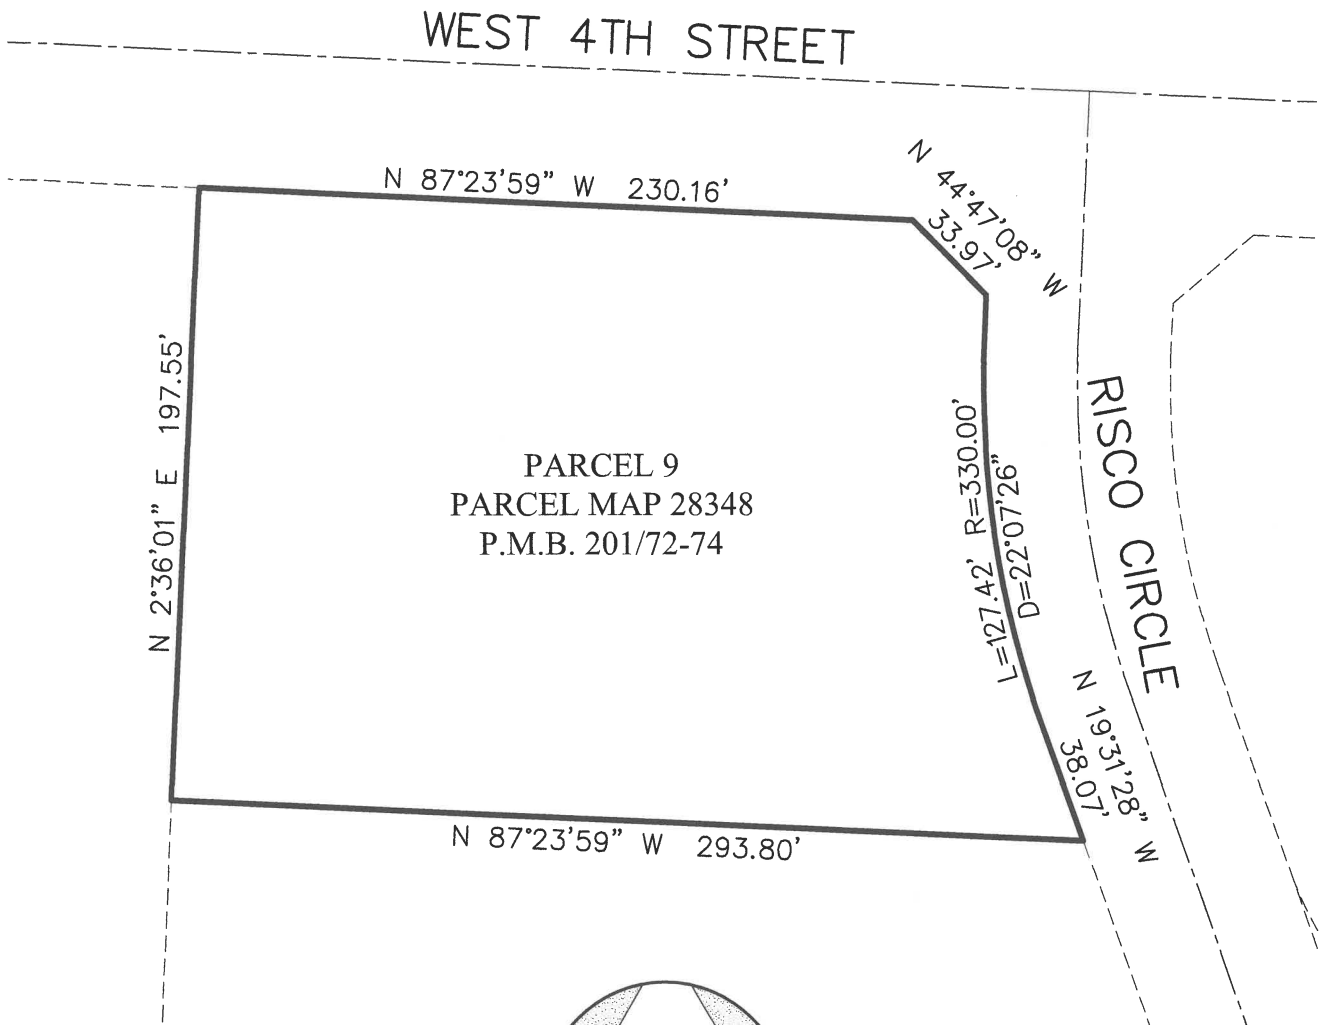 WEST 4TH STREET
N 87°23'59" W 230.16'
N 44°47'08" W
33.97'
N 2°36'01" E 197.55'
PARCEL 9
PARCEL MAP 28348
P.M.B. 201/72-74
L=127.42' R=330.00'
D=22°07'26"
RISCO CIRCLE
N 19°31'28" W
38.07'
N 87°23'59" W 293.80'